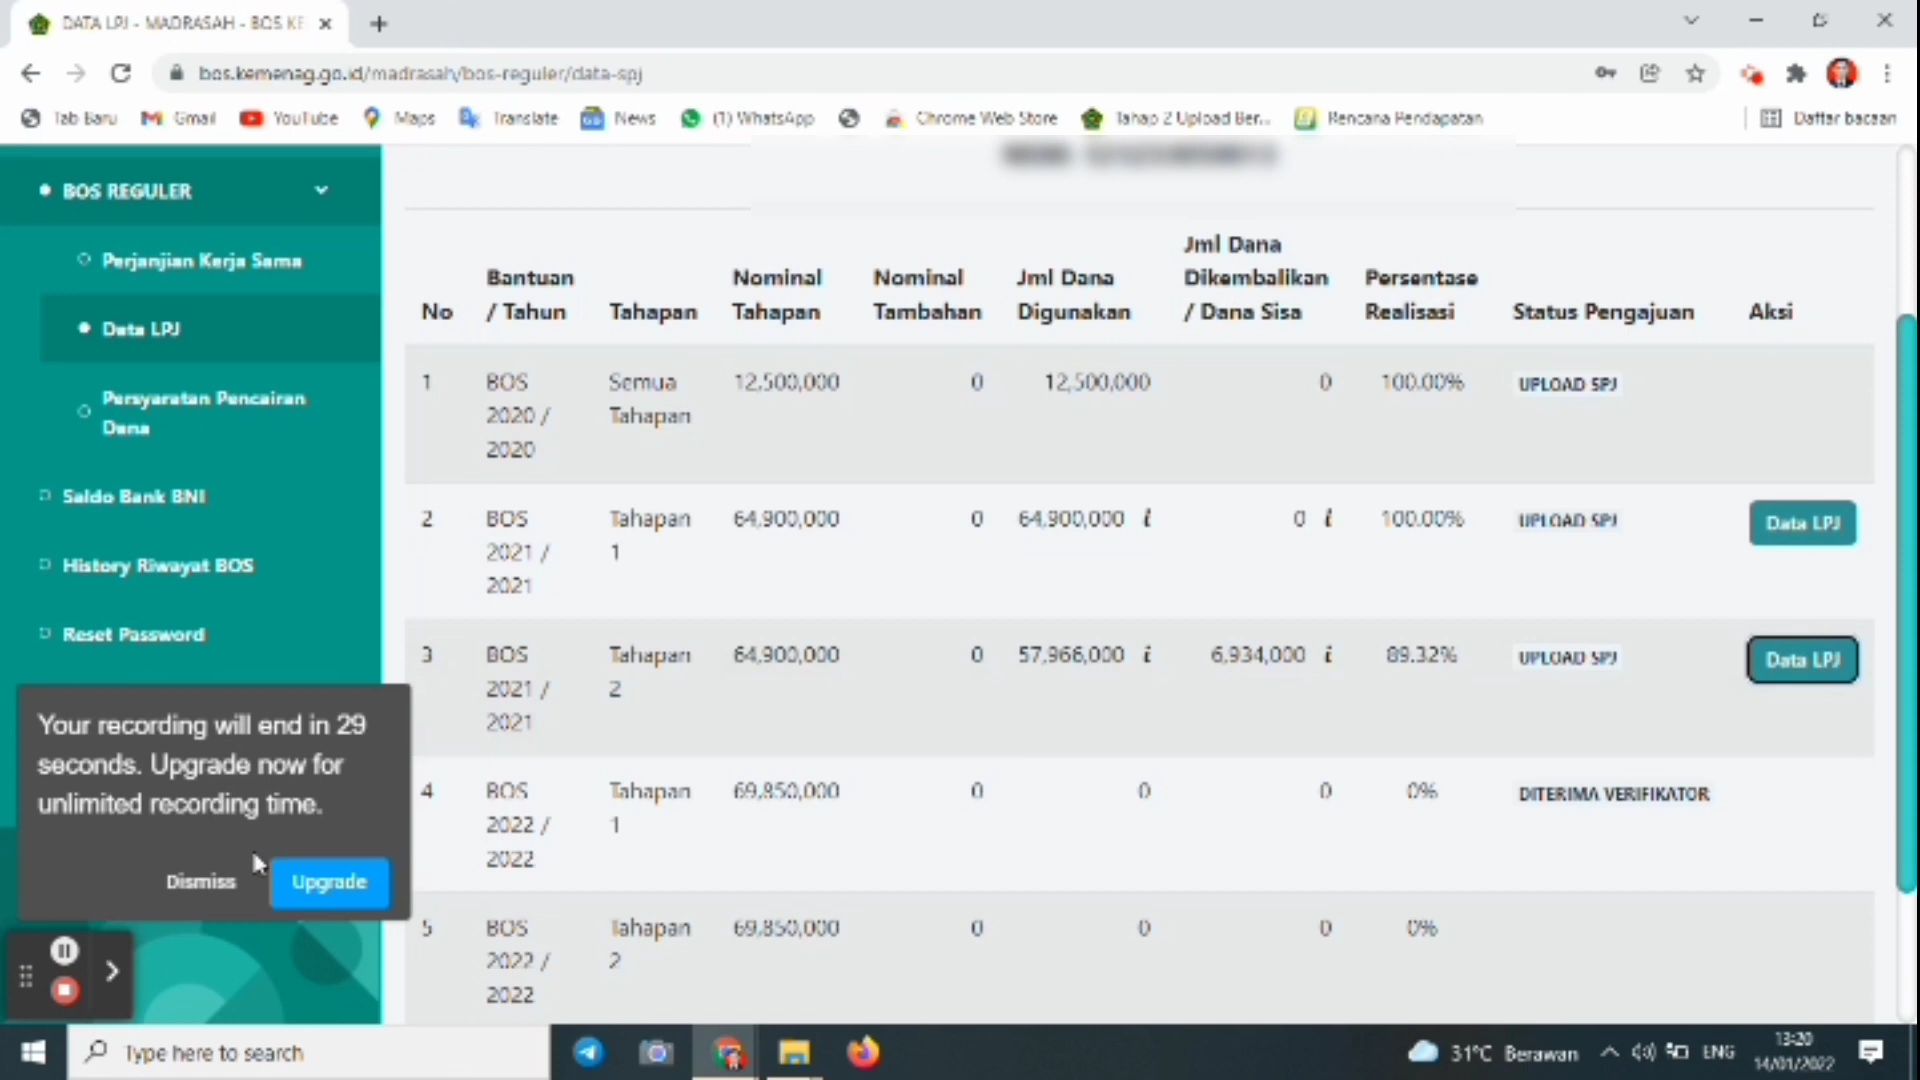 DATA LPJ - MADRASAH - BOS KE
bos.kemenag.go.id/madrasah/bos-reguler/data-spj
Tab Baru Gmail YouTube Maps Translate News (1) WhatsApp Chrome Web Store Tahap 2 Upload Ber... Rencana Pendapatan Daftar bacaan
BOS REGULER
Perjanjian Kerja Sama
Data LPJ
Persyaratan Pencairan
Dana
Saldo Bank BNI
History Riwayat BOS
Reset Password
Your recording will end in 29
seconds. Upgrade now for
unlimited recording time.
Dismiss Upgrade
Jml Dana
Bantuan Nominal Nominal Jml Dana Dikembalikan Persentase
No / Tahun Tahapan Tahapan Tambahan Digunakan / Dana Sisa Realisasi Status Pengajuan Aksi
1 BOS Semua 12,500,000 0 12,500,000 0 100.00% UPLOAD SPJ
2020 / Tahapan
2020
2 BOS Tahapan 64,900,000 0 64,900,000 i 0 i 100.00% UPLOAD SPJ Data LPJ
2021 / 1
2021
3 BOS Tahapan 64,900,000 0 57,966,000 i 6,934,000 i 89.32% UPLOAD SPJ Data LPJ
2021 / 2
2021
4 BOS Tahapan 69,850,000 0 0 0 0% DITERIMA VERIFIKATOR
2022 / 1
2022
5 BOS Tahapan 69,850,000 0 0 0 0%
2022 / 2
2022
Type here to search
31°C Berawan ENG
13:20
14/01/2022